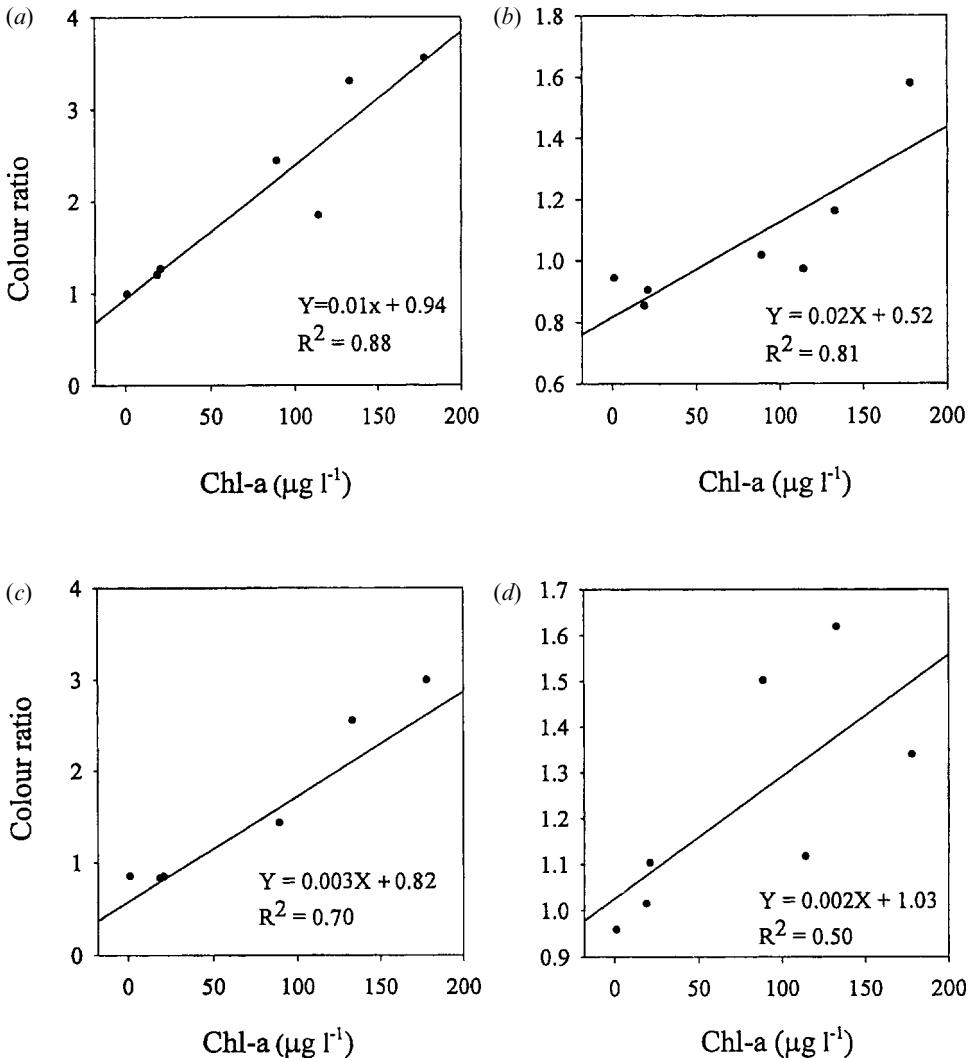 (a)
4
3
2
1
0
Colour ratio
Y=0.01x + 0.94
R² = 0.88
0 50 100 150 200
Chl-a (µg l⁻¹)
(b)
1.8
1.6
1.4
1.2
1.0
0.8
0.6
Y = 0.02X + 0.52
R² = 0.81
0 50 100 150 200
Chl-a (µg l⁻¹)
(c)
4
3
2
1
0
Colour ratio
Y = 0.003X + 0.82
R² = 0.70
0 50 100 150 200
Chl-a (µg l⁻¹)
(d)
1.7
1.6
1.5
1.4
1.3
1.2
1.1
1.0
0.9
Y = 0.002X + 1.03
R² = 0.50
0 50 100 150 200
Chl-a (µg l⁻¹)